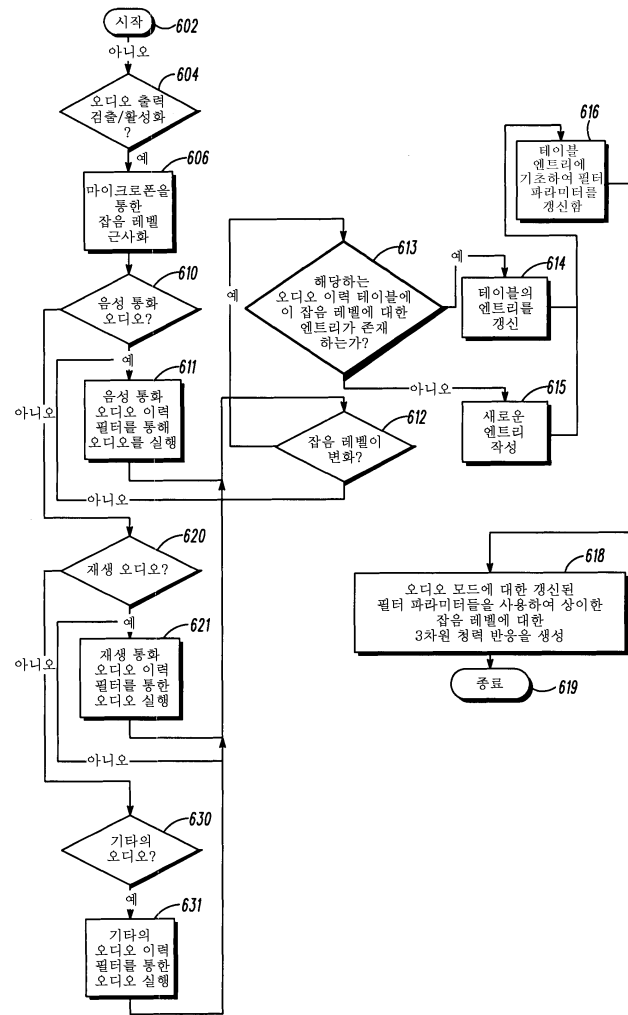 시작
602
아니오
604
오디오 출력
검출/활성화
?
예
606
마이크로폰을
통한
잡음 레벨
근사화
610
음성 통화
오디오?
예
611
음성 통화
오디오 이력
필터를 통해
오디오를 실행
아니오
아니오
612
잡음 레벨이
변화?
예
613
해당하는
오디오 이력 테이블에
이 잡음 레벨에 대한
엔트리가 존재
하는가?
예
614
테이블의
엔트리를
갱신
아니오
615
새로운
엔트리
작성
616
테이블
엔트리에
기초하여 필터
파라미터를
갱신함
618
오디오 모드에 대한 갱신된
필터 파라미터들을 사용하여 상이한
잡음 레벨에 대한
3차원 청력 반응을 생성
종료
619
620
재생 오디오?
예
621
재생 통화
오디오 이력
필터를 통한
오디오 실행
아니오
아니오
630
기타의
오디오?
예
631
기타의
오디오 이력
필터를 통한
오디오 실행